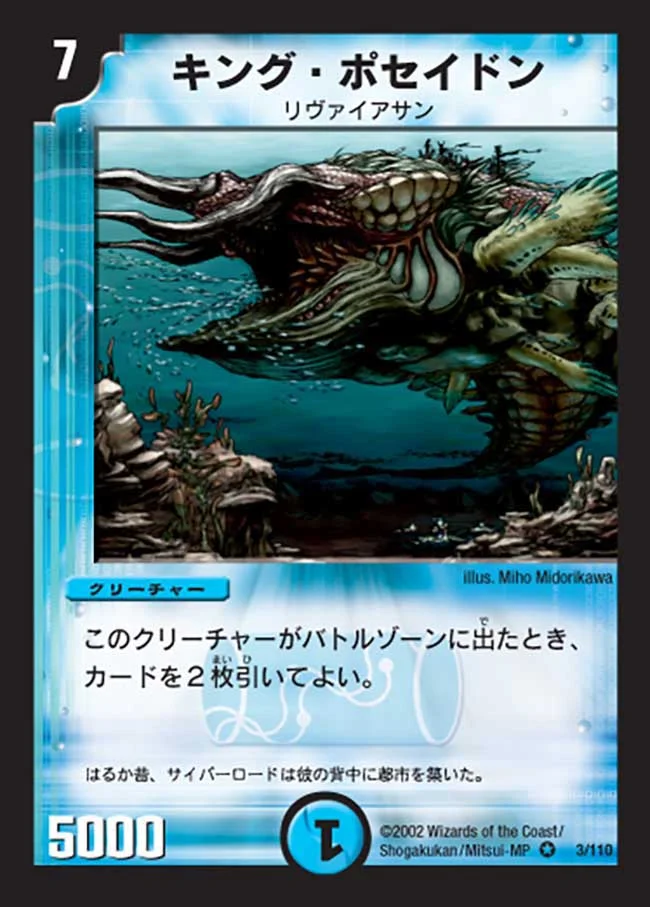 7
キング・ポセイドン
リヴァイアサン
illus. Miho Midorikawa
クリーチャー
このクリーチャーがバトルゾーンに出たとき、
カードを2枚引いてよい。
はるか昔、サイバーロードは彼の背中に都市を築いた。
5000
1
©2002 Wizards of the Coast/
Shogakukan/Mitsui-MP 3/110